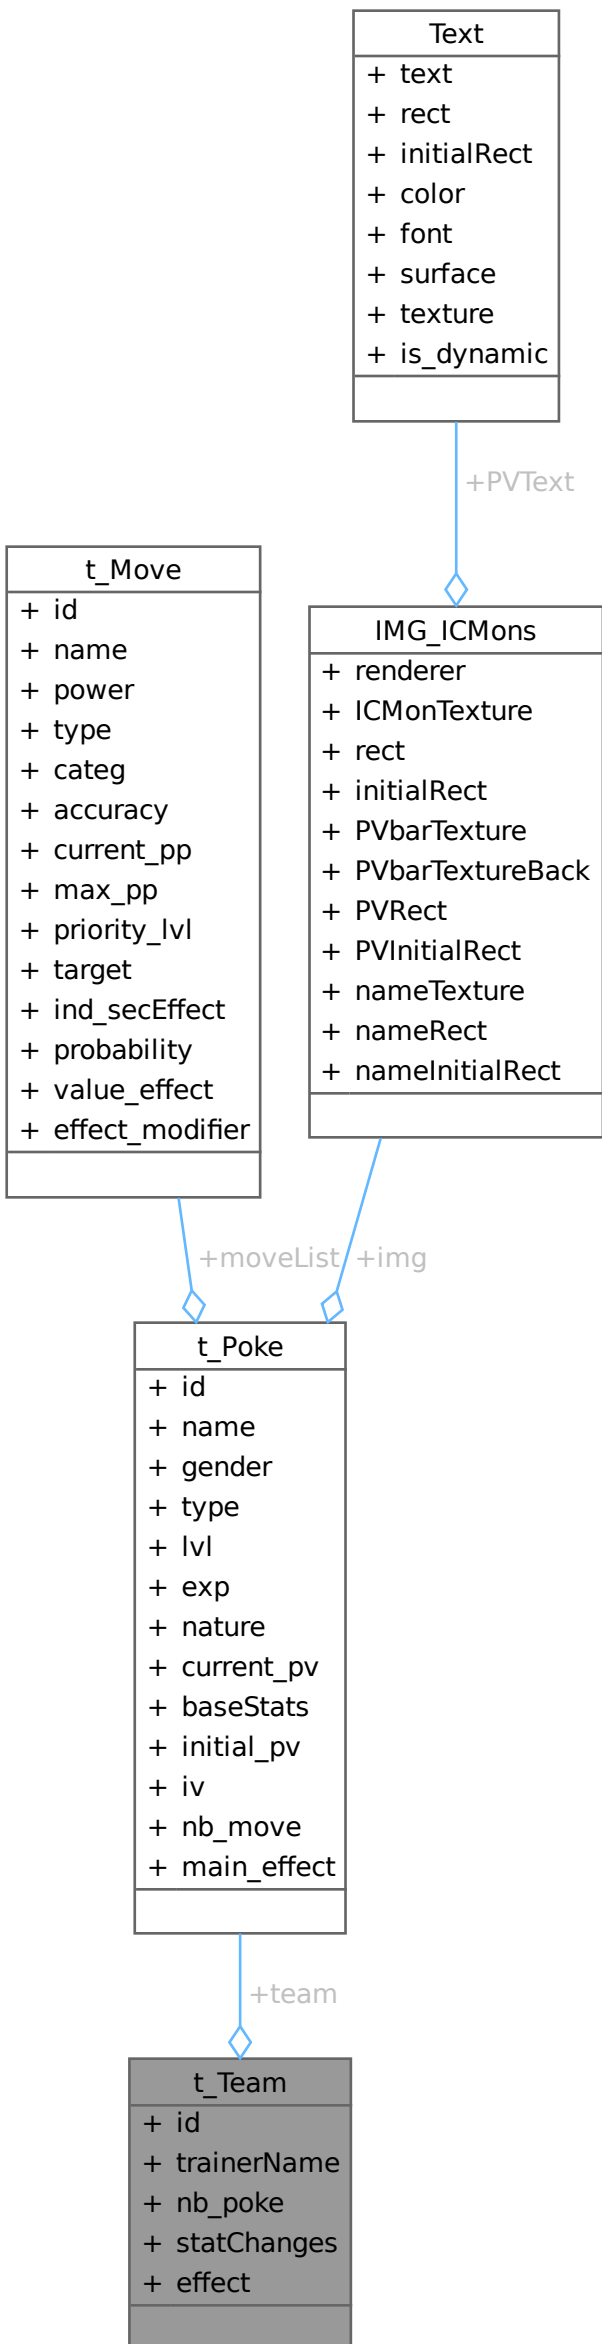 Text
+ text
+ rect
+ initialRect
+ color
+ font
+ surface
+ texture
+ is_dynamic
+PVText
t_Move
+ id
+ name
+ power
+ type
+ categ
+ accuracy
+ current_pp
+ max_pp
+ priority_lvl
+ target
+ ind_secEffect
+ probability
+ value_effect
+ effect_modifier
IMG_ICMons
+ renderer
+ ICMonTexture
+ rect
+ initialRect
+ PVbarTexture
+ PVbarTextureBack
+ PVRect
+ PVInitialRect
+ nameTexture
+ nameRect
+ nameInitialRect
+moveList
+img
t_Poke
+ id
+ name
+ gender
+ type
+ lvl
+ exp
+ nature
+ current_pv
+ baseStats
+ initial_pv
+ iv
+ nb_move
+ main_effect
+team
t_Team
+ id
+ trainerName
+ nb_poke
+ statChanges
+ effect